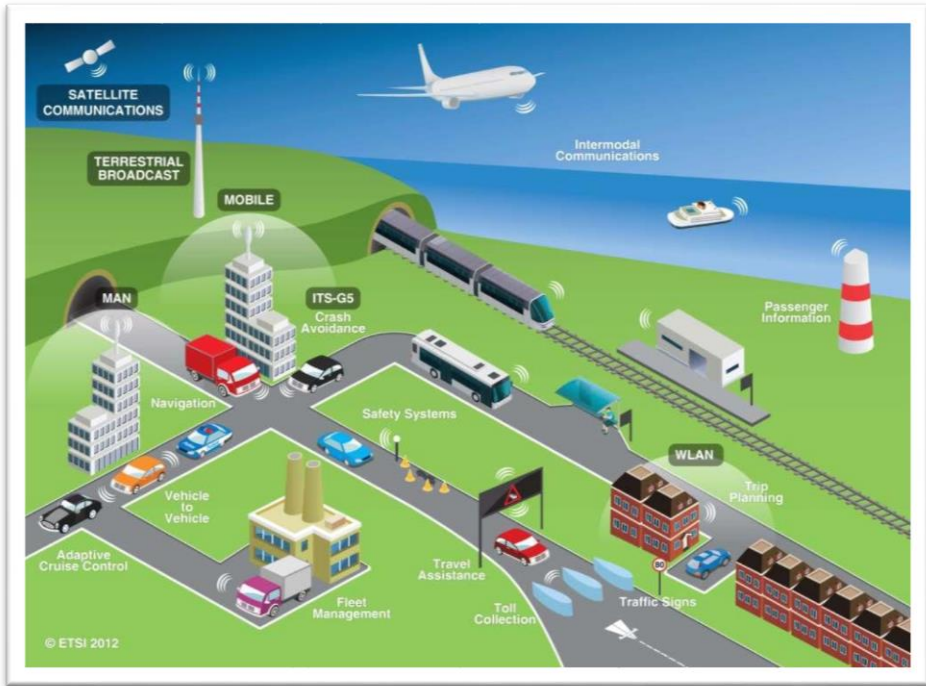 SATELLITE
COMMUNICATIONS
TERRESTRIAL
BROADCAST
Intermodal
Communications
MOBILE
MAN
ITS-G5
Crash
Avoidance
Passenger
Information
Navigation
Safety Systems
WLAN
Trip
Planning
Vehicle
to
Vehicle
Adaptive
Cruise Control
Travel
Assistance
80
Fleet
Management
Toll
Collection
Traffic Signs
© ETSI 2012